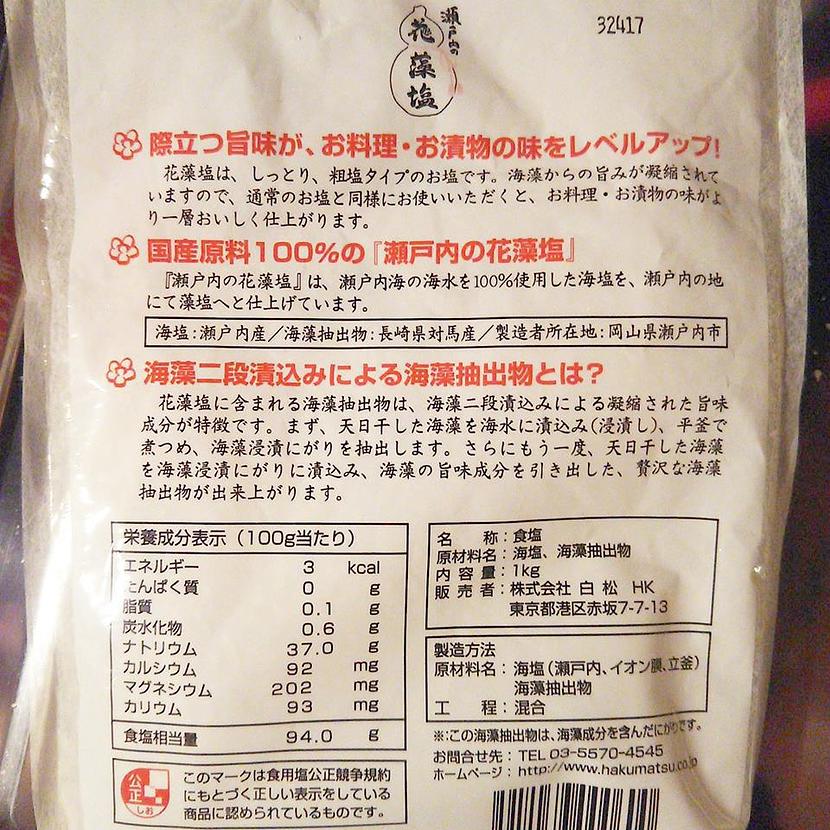 瀬戸内の
花藻塩
32417
際立つ旨味が、お料理・お漬物の味をレベルアップ!
花藻塩は、しっとり、粗塩タイプのお塩です。海藻からの旨みが凝縮されて
いますので、通常のお塩と同様にお使いいただくと、お料理・お漬物の味がよ
り一層おいしく仕上がります。
国産原料100%の『瀬戸内の花藻塩』
『瀬戸内の花藻塩』は、瀬戸内海の海水を100%使用した海塩を、瀬戸内の地
にて藻塩へと仕上げています。
海塩:瀬戸内産/海藻抽出物:長崎県対馬産/製造者所在地:岡山県瀬戸内市
海藻二段漬込みによる海藻抽出物とは?
花藻塩に含まれる海藻抽出物は、海藻二段漬込みによる凝縮された旨味
成分が特徴です。まず、天日干した海藻を海水に漬込み(浸漬し)、平釜で
煮つめ、海藻浸漬にがりを抽出します。さらにもう一度、天日干した海藻
を海藻浸漬にがりに漬込み、海藻の旨味成分を引き出した、贅沢な海藻
抽出物が出来上がります。
栄養成分表示(100g当たり)
エネルギー 3 kcal
たんぱく質 0 g
脂質 0.1 g
炭水化物 0.6 g
ナトリウム 37.0 g
カルシウム 92 mg
マグネシウム 202 mg
カリウム 93 mg
食塩相当量 94.0 g
公正
しお
このマークは食用塩公正競争規約
にもとづく正しい表示をしている
商品に認められているものです。
名称:食塩
原材料名:海塩、海藻抽出物
内容量:1kg
販売者:株式会社 白松 HK
東京都港区赤坂7-7-13
製造方法
原材料名:海塩(瀬戸内、イオン膜、立釜)
海藻抽出物
工程:混合
※:この海藻抽出物は、海藻成分を含んだにがりです。
お問合せ先:TEL 03-5570-4545
ホームページ:http://www.hakumatsu.co.jp